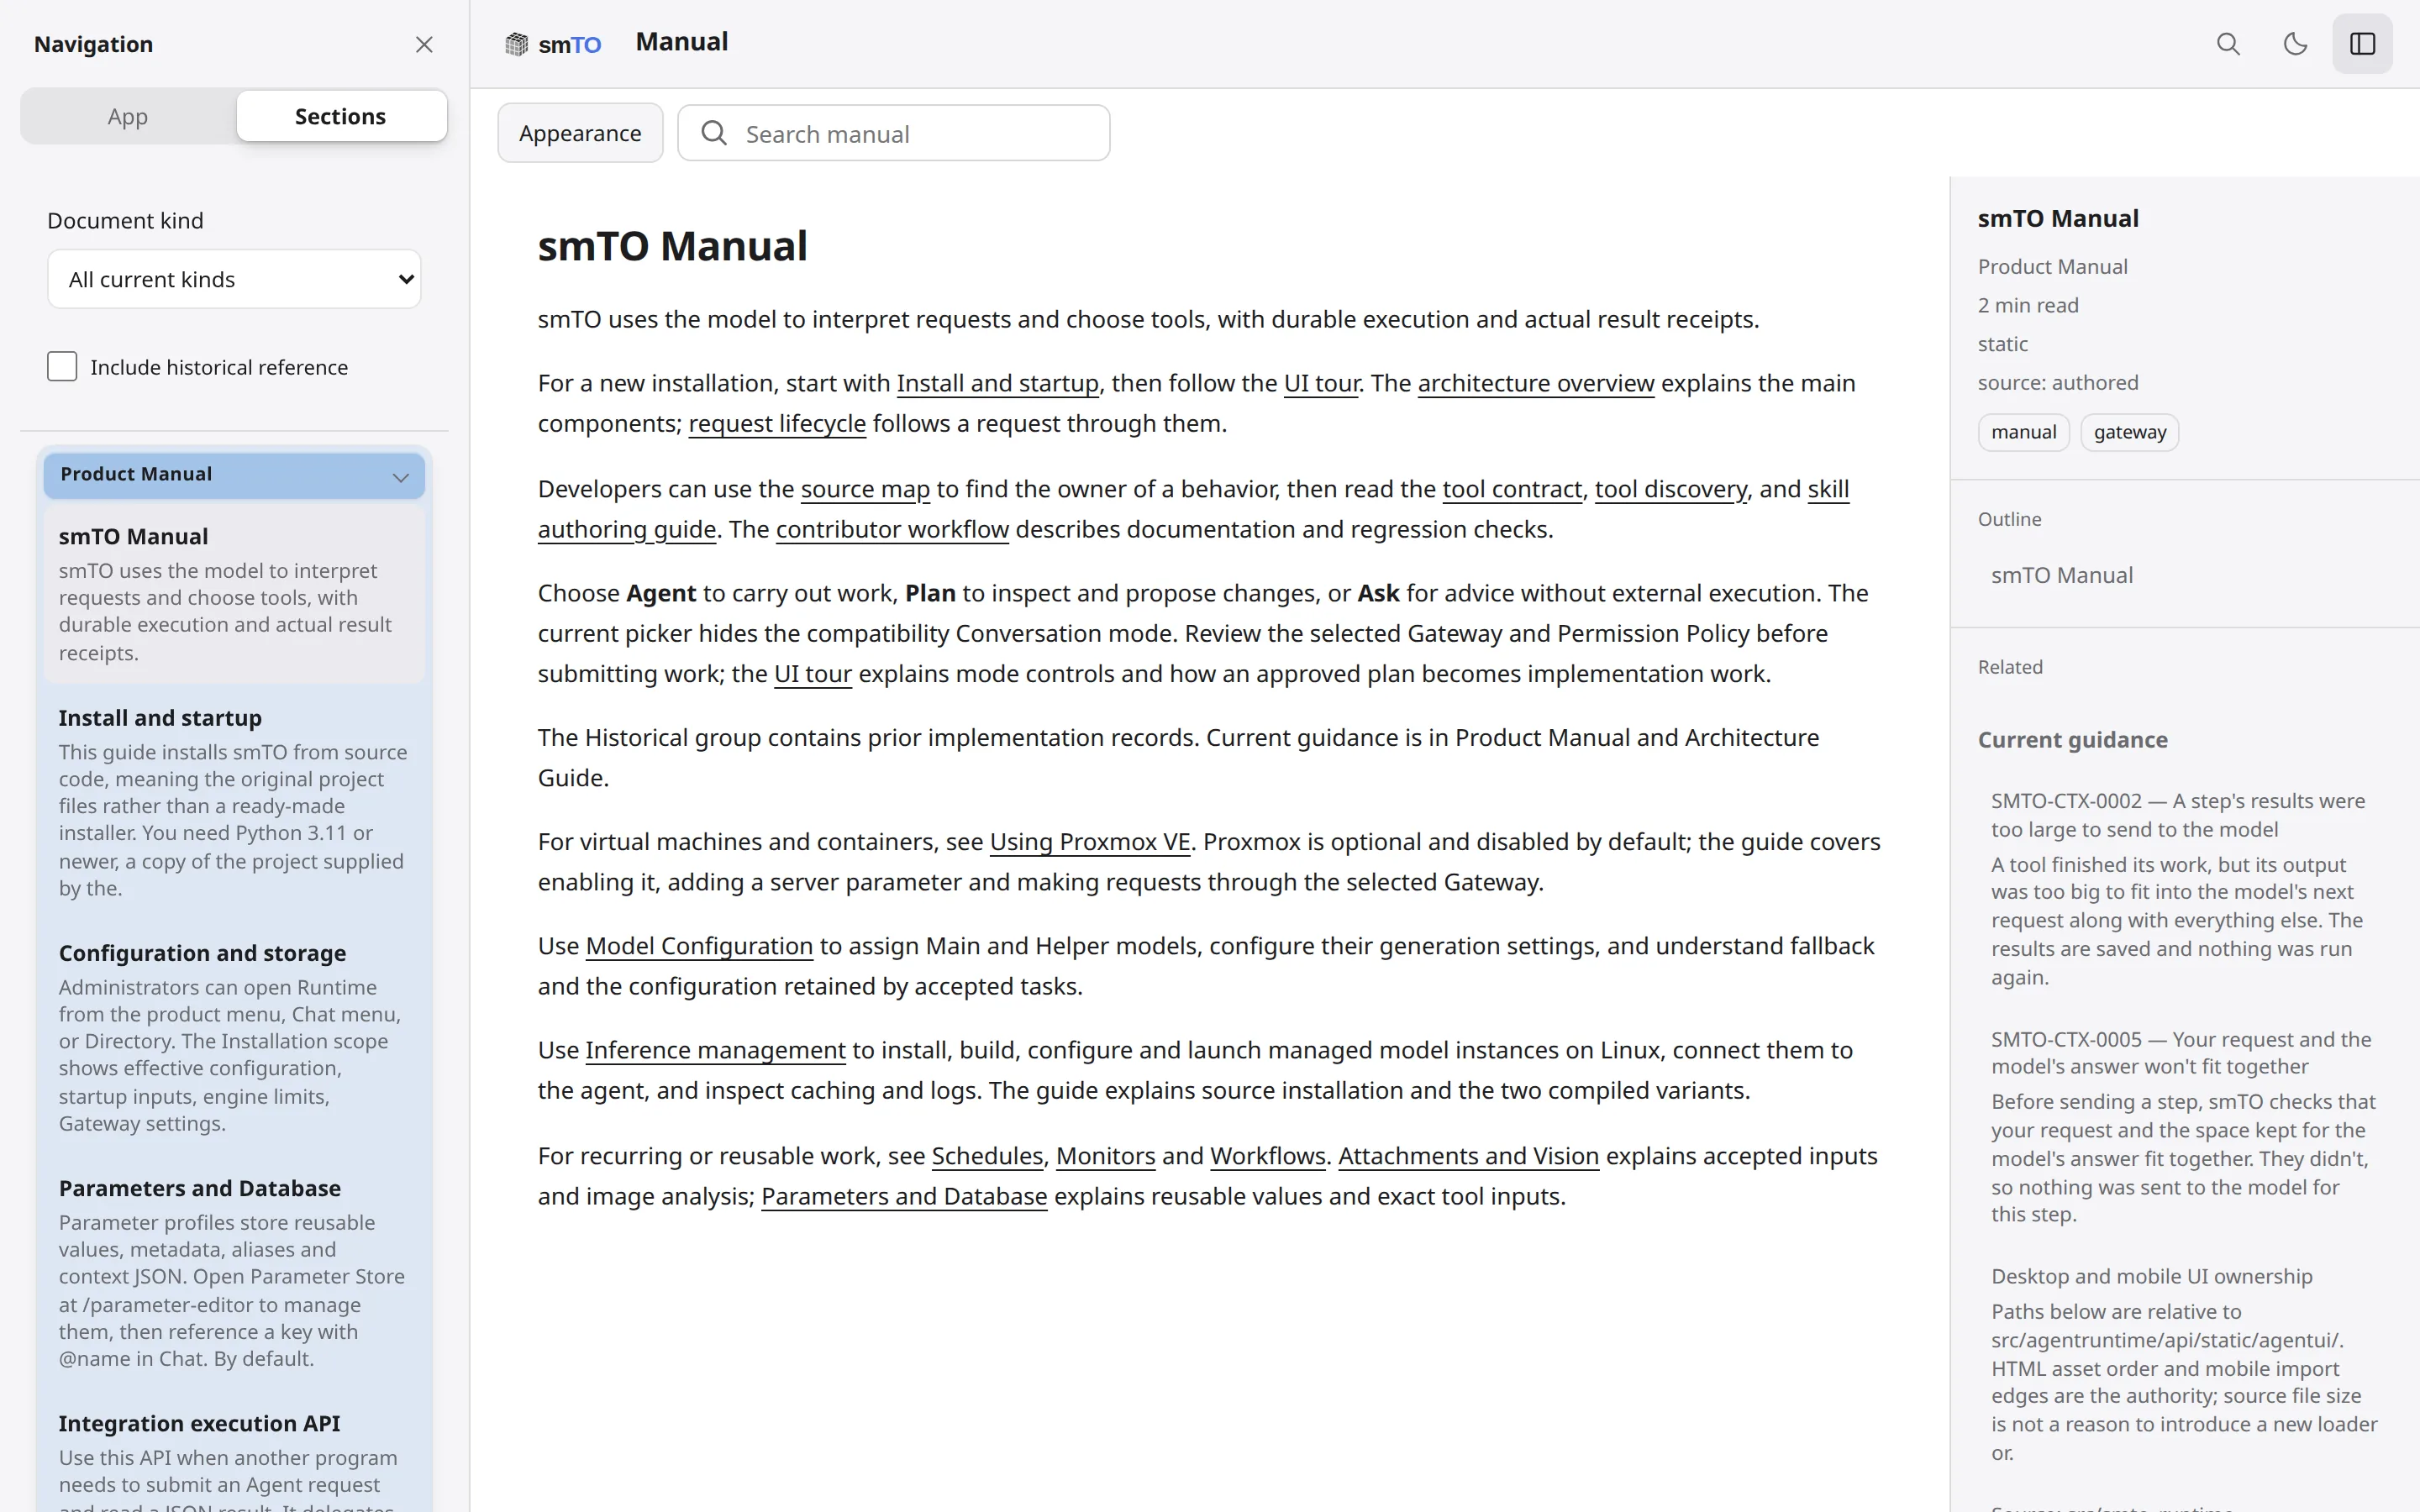 Navigation
App
Sections
Document kind
All current kinds
Include historical reference
Product Manual
smTO Manual
smTO uses the model to interpret
requests and choose tools, with
durable execution and actual result
receipts.
Install and startup
This guide installs smTO from source
code, meaning the original project
files rather than a ready-made
installer. You need Python 3.11 or
newer, a copy of the project supplied
by the.
Configuration and storage
Administrators can open Runtime
from the product menu, Chat menu,
or Directory. The Installation scope
shows effective configuration,
startup inputs, engine limits,
Gateway settings.
Parameters and Database
Parameter profiles store reusable
values, metadata, aliases and
context JSON. Open Parameter Store
at /parameter-editor to manage
them, then reference a key with
@name in Chat. By default.
Integration execution API
Use this API when another program
needs to submit an Agent request
and read a JSON result. It delegates
smTO
Manual
Appearance
Search manual
smTO Manual
smTO uses the model to interpret requests and choose tools, with durable execution and actual result receipts.
For a new installation, start with Install and startup, then follow the UI tour. The architecture overview explains the main
components; request lifecycle follows a request through them.
Developers can use the source map to find the owner of a behavior, then read the tool contract, tool discovery, and skill
authoring guide. The contributor workflow describes documentation and regression checks.
Choose Agent to carry out work, Plan to inspect and propose changes, or Ask for advice without external execution. The
current picker hides the compatibility Conversation mode. Review the selected Gateway and Permission Policy before
submitting work; the UI tour explains mode controls and how an approved plan becomes implementation work.
The Historical group contains prior implementation records. Current guidance is in Product Manual and Architecture
Guide.
For virtual machines and containers, see Using Proxmox VE. Proxmox is optional and disabled by default; the guide covers
enabling it, adding a server parameter and making requests through the selected Gateway.
Use Model Configuration to assign Main and Helper models, configure their generation settings, and understand fallback
and the configuration retained by accepted tasks.
Use Inference management to install, build, configure and launch managed model instances on Linux, connect them to
the agent, and inspect caching and logs. The guide explains source installation and the two compiled variants.
For recurring or reusable work, see Schedules, Monitors and Workflows. Attachments and Vision explains accepted inputs
and image analysis; Parameters and Database explains reusable values and exact tool inputs.
smTO Manual
Product Manual
2 min read
static
source: authored
manual
gateway
Outline
smTO Manual
Related
Current guidance
SMTO-CTX-0002 — A step's results were
too large to send to the model
A tool finished its work, but its output
was too big to fit into the model's next
request along with everything else. The
results are saved and nothing was run
again.
SMTO-CTX-0005 — Your request and the
model's answer won't fit together
Before sending a step, smTO checks that
your request and the space kept for the
model's answer fit together. They didn't,
so nothing was sent to the model for
this step.
Desktop and mobile UI ownership
Paths below are relative to
src/agentruntime/api/static/agentui/.
HTML asset order and mobile import
edges are the authority; source file size
is not a reason to introduce a new loader
or.